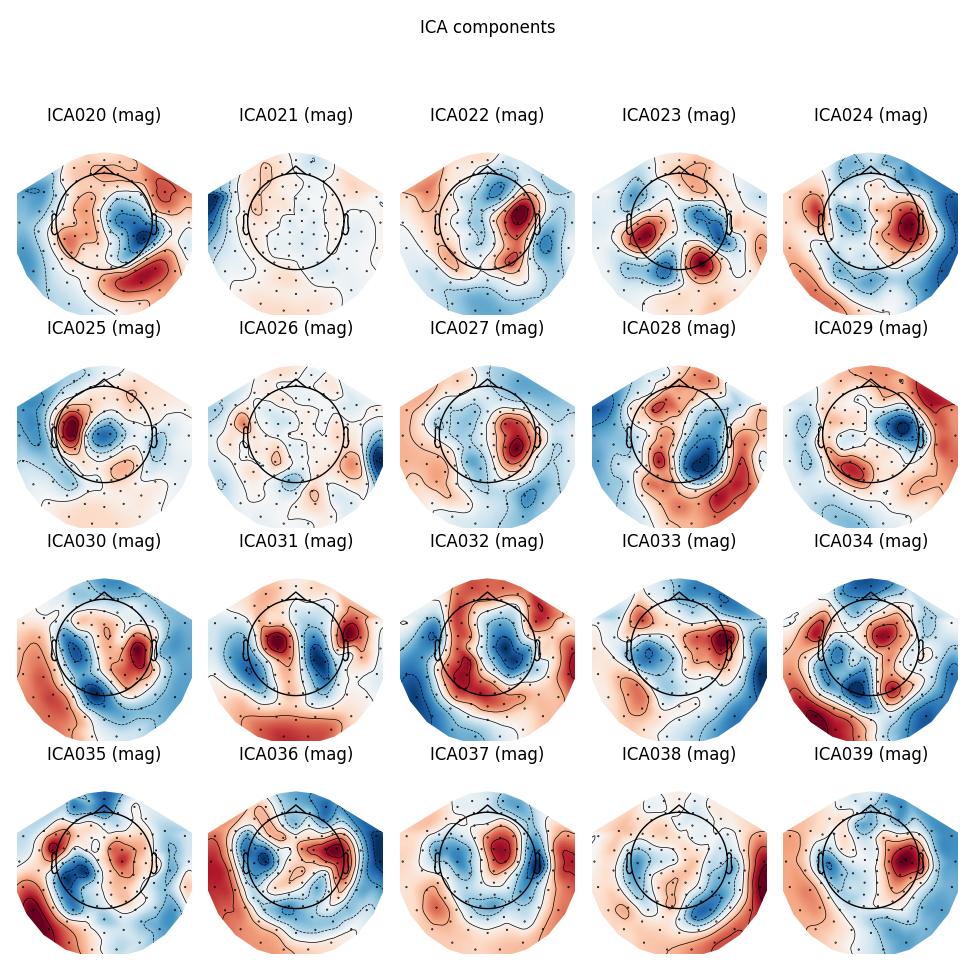 ICA components
ICA020 (mag) ICA021 (mag) ICA022 (mag) ICA023 (mag) ICA024 (mag)
ICA025 (mag) ICA026 (mag) ICA027 (mag) ICA028 (mag) ICA029 (mag)
ICA030 (mag) ICA031 (mag) ICA032 (mag) ICA033 (mag) ICA034 (mag)
ICA035 (mag) ICA036 (mag) ICA037 (mag) ICA038 (mag) ICA039 (mag)